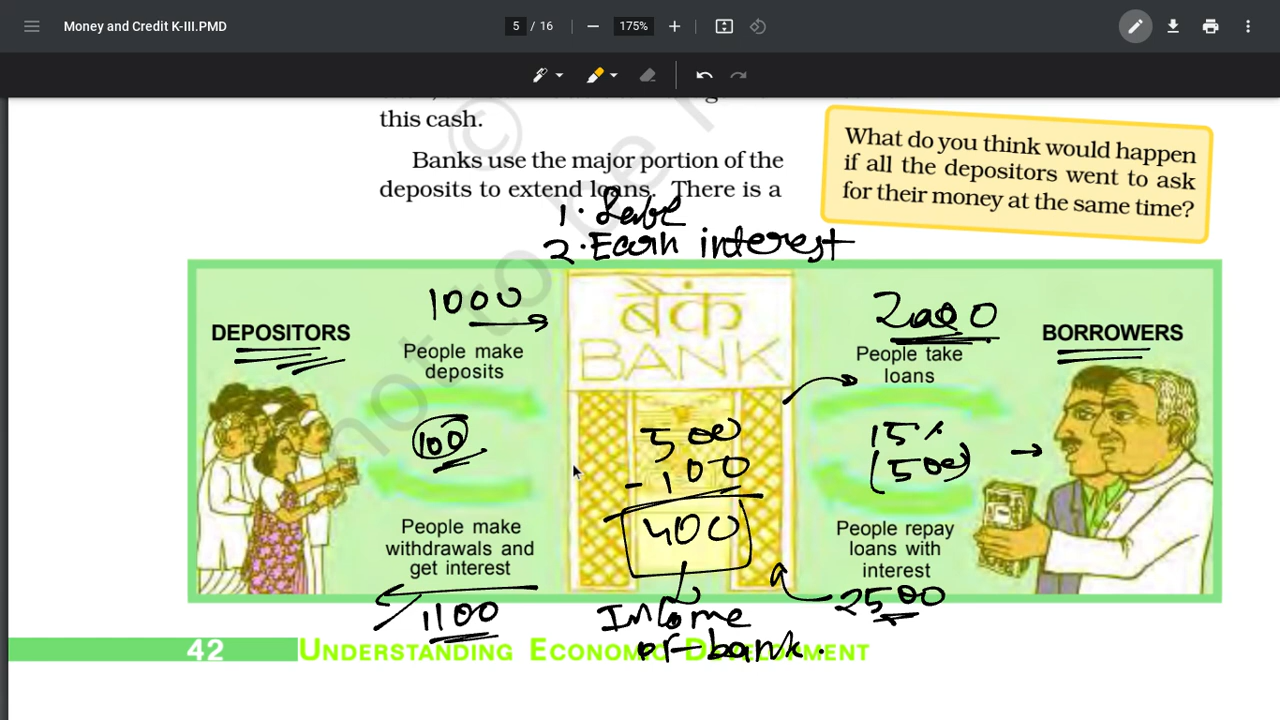 Money and Credit K-III.PMD
5 / 16
175%
this cash.
Banks use the major portion of the
deposits to extend loans. There is a
What do you think would happen
if all the depositors went to ask
for their money at the same time?
1.
2. Earn interest
1000
बैंक
BANK
2000
DEPOSITORS
People make
deposits
People take
loans
BORROWERS
100
500
- 100
400
15%
(500)
People make
withdrawals and
get interest
People repay
loans with
interest
1100
Income
of bank.
2500
42 UNDERSTANDING ECONOMIC DEVELOPMENT
© not to be r